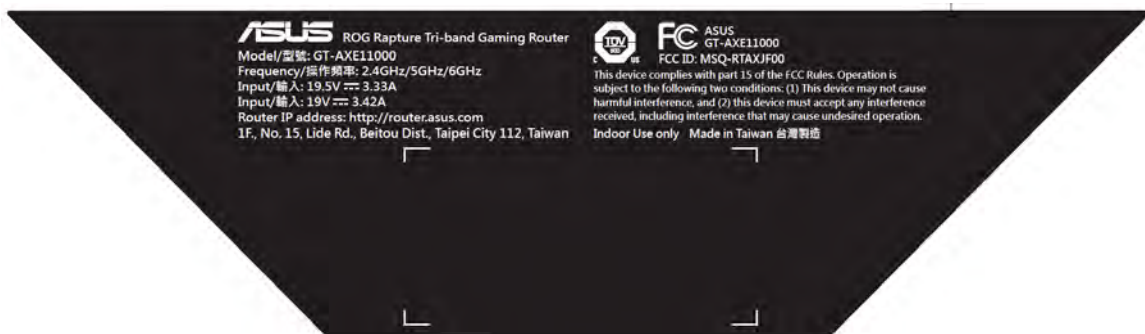 ASUS ROG Rapture Tri-band Gaming Router
Model/型號: GT-AXE11000
Frequency/操作頻率: 2.4GHz/5GHz/6GHz
Input/輸入: 19.5V⎓ 3.33A
Input/輸入: 19V⎓ 3.42A
Router IP address: http://router.asus.com
1F., No. 15, Lide Rd., Beitou Dist., Taipei City 112, Taiwan
TÜV
C US
FC ASUS
GT-AXE11000
FCC ID: MSQ-RTAXJF00
This device complies with part 15 of the FCC Rules. Operation is
subject to the following two conditions: (1) This device may not cause
harmful interference, and (2) this device must accept any interference
received, including interference that may cause undesired operation.
Indoor Use only Made in Taiwan 台灣製造